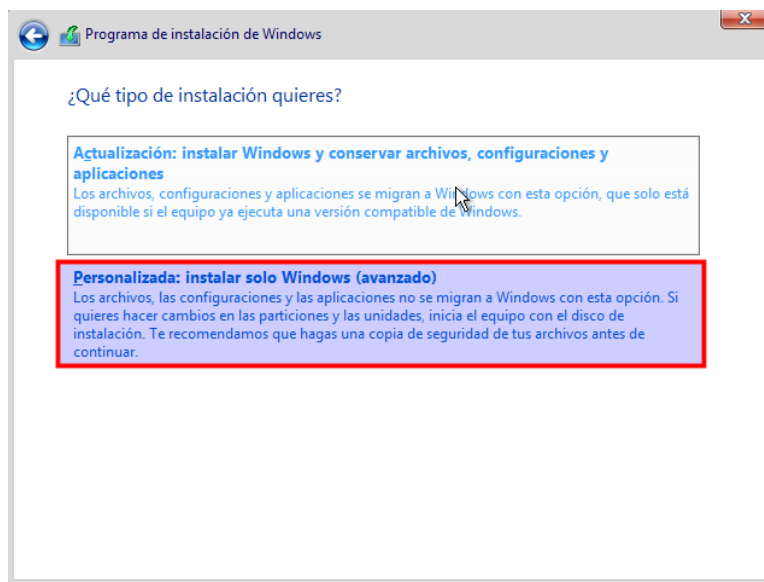 Programa de instalación de Windows
¿Qué tipo de instalación quieres?
Actualización: instalar Windows y conservar archivos, configuraciones y
aplicaciones
Los archivos, configuraciones y aplicaciones se migran a Windows con esta opción, que solo está
disponible si el equipo ya ejecuta una versión compatible de Windows.
Personalizada: instalar solo Windows (avanzado)
Los archivos, las configuraciones y las aplicaciones no se migran a Windows con esta opción. Si
quieres hacer cambios en las particiones y las unidades, inicia el equipo con el disco de
instalación. Te recomendamos que hagas una copia de seguridad de tus archivos antes de
continuar.